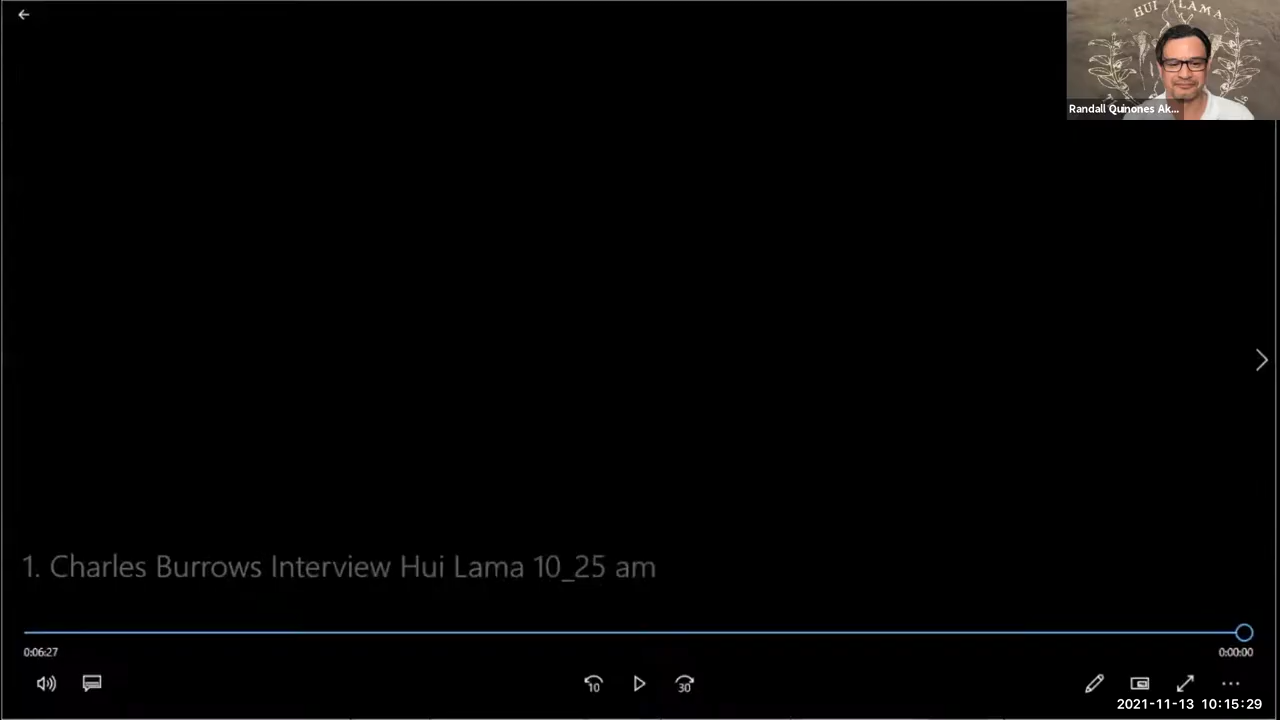 HUI LAMA
Randall Quinones Ak...
1. Charles Burrows Interview Hui Lama 10_25 am
0:06:27
0:00:00
10
30
2021-11-13 10:15:29